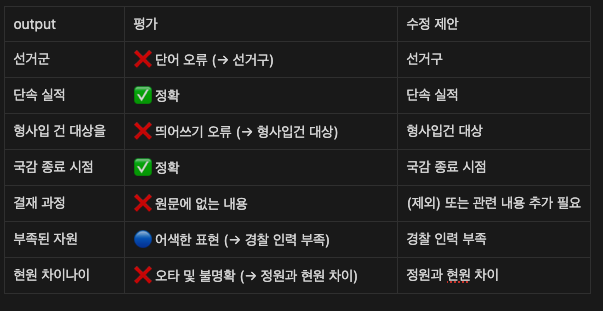 output 평가 수정 제안
선거군 ❌ 단어 오류 (→ 선거구) 선거구
단속 실적 ✅ 정확 단속 실적
형사입 건 대상을 ❌ 띄어쓰기 오류 (→ 형사입건 대상) 형사입건 대상
국감 종료 시점 ✅ 정확 국감 종료 시점
결재 과정 ❌ 원문에 없는 내용 (제외) 또는 관련 내용 추가 필요
부족된 자원 🔵 어색한 표현 (→ 경찰 인력 부족) 경찰 인력 부족
현원 차이나이 ❌ 오타 및 불명확 (→ 정원과 현원 차이) 정원과 현원 차이